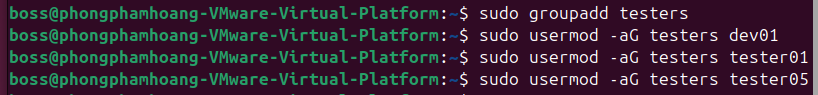 boss@phongphamhoang-VMware-Virtual-Platform:~$ sudo groupadd testers
boss@phongphamhoang-VMware-Virtual-Platform:~$ sudo usermod -aG testers dev01
boss@phongphamhoang-VMware-Virtual-Platform:~$ sudo usermod -aG testers tester01
boss@phongphamhoang-VMware-Virtual-Platform:~$ sudo usermod -aG testers tester05